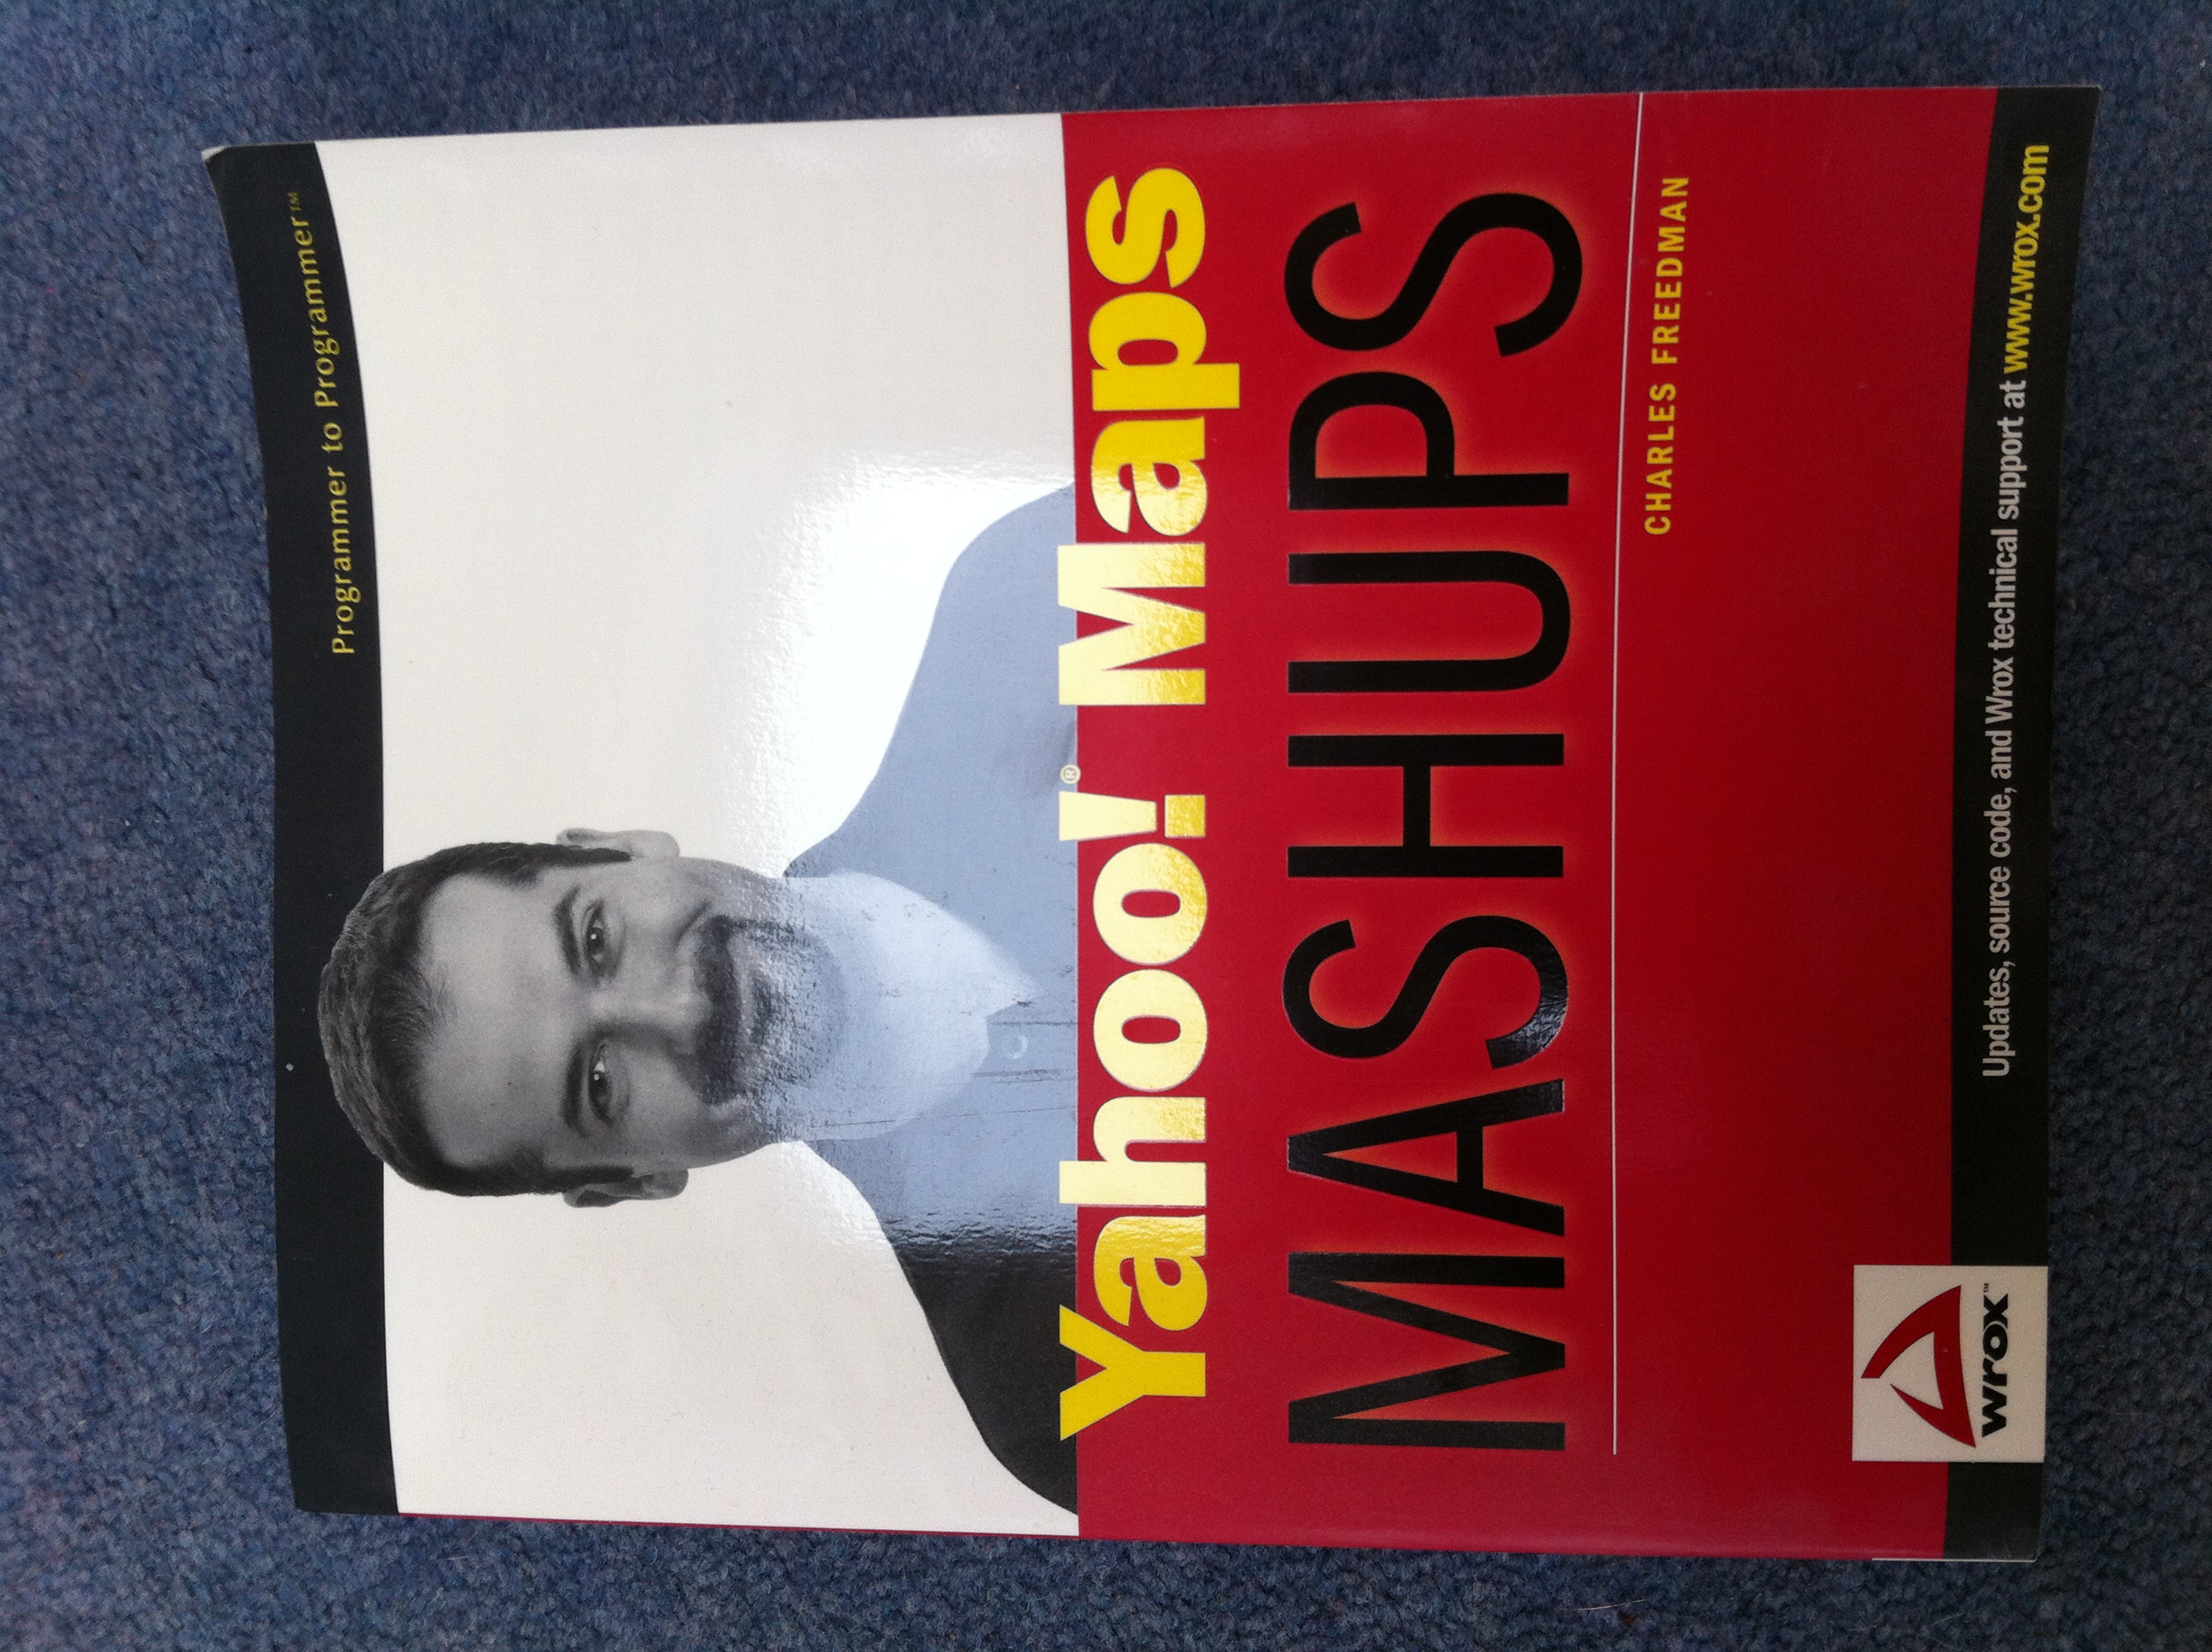 Programmer to Programmer™
Yahoo!® Maps
MASHUPS
CHARLES FREEDMAN
wrox™
Updates, source code, and Wrox technical support at www.wrox.com